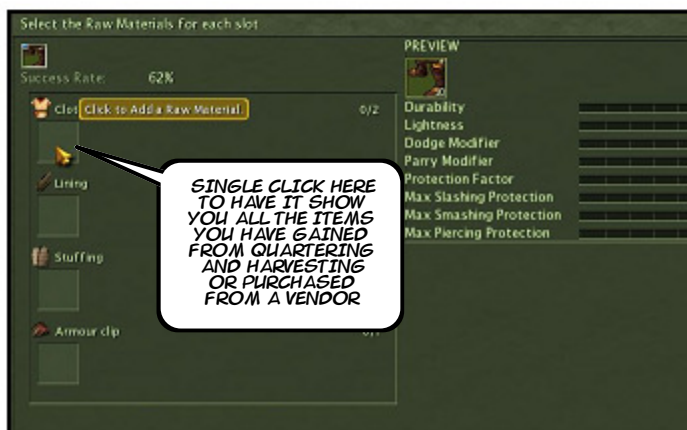 Select the Raw Materials for each slot
PREVIEW
Success Rate: 62%
Click to Add a Raw Material
0/2
Lining
Stuffing
Armour clip
SINGLE CLICK HERE
TO HAVE IT SHOW
YOU ALL THE ITEMS
YOU HAVE GAINED
FROM QUARTERING
AND HARVESTING
OR PURCHASED
FROM A VENDOR
Durability
Lightness
Dodge Modifier
Parry Modifier
Protection Factor
Max Slashing Protection
Max Smashing Protection
Max Piercing Protection